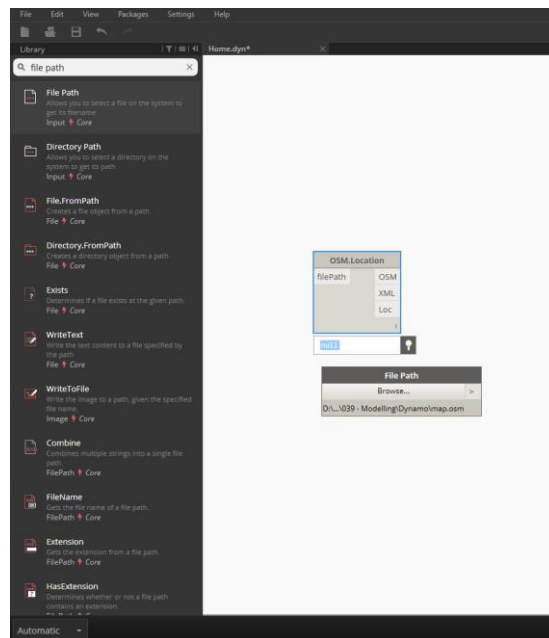 File Edit View Packages Settings Help
Library
Home.dyn*
file path
File Path
Allows you to select a file on the system to
get its filename
Input Core
Directory Path
Allows you to select a directory on the
system to get its path
Input Core
File.FromPath
Creates a file object from a path
File Core
Directory.FromPath
Creates a directory object from a path
File Core
Exists
Determines if a file exists at the given path.
File Core
WriteText
Write the text content to a file specified by
the path
File Core
WriteToFile
Write the image to a path, given the specified
file name.
Image Core
Combine
Combines multiple strings into a single file
path.
FilePath Core
FileName
Gets the file name of a file path.
FilePath Core
Extension
Gets the extension from a file path.
FilePath Core
HasExtension
Determines whether or not a file path
contains an extension.
OSM.Location
filePath OSM
XML
Loc
null
File Path
Browse... >
D:\...\039 - Modelling\Dynamo\map.osm
Automatic